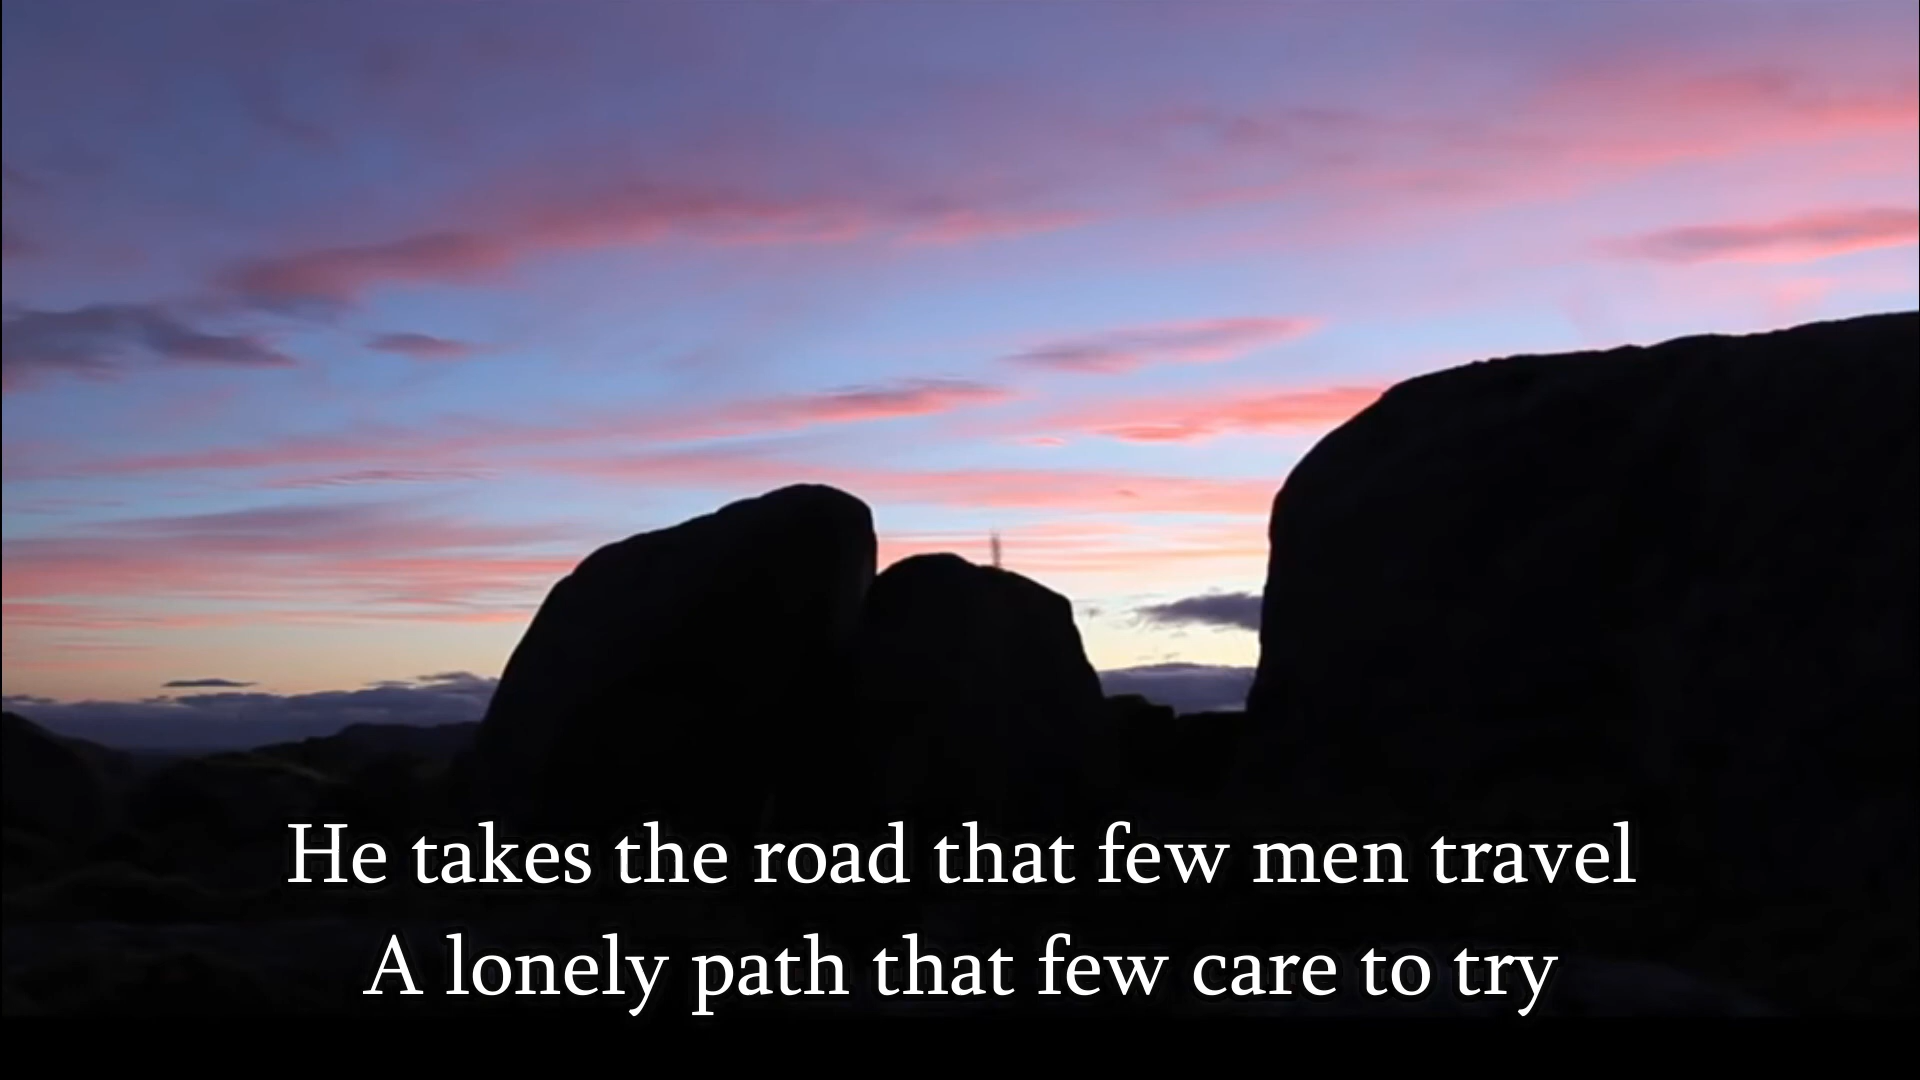 He takes the road that few men travel
A lonely path that few care to try